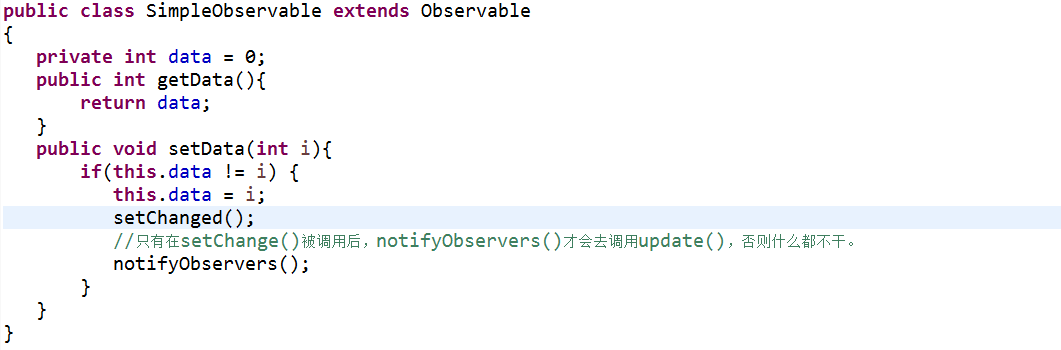 public class SimpleObservable extends Observable
{
private int data = 0;
public int getData(){
return data;
}
public void setData(int i){
if(this.data != i) {
this.data = i;
setChanged();
//只有在setChange()被调用后，notifyObservers()才会去调用update()，否则什么都不干。
notifyObservers();
}
}
}